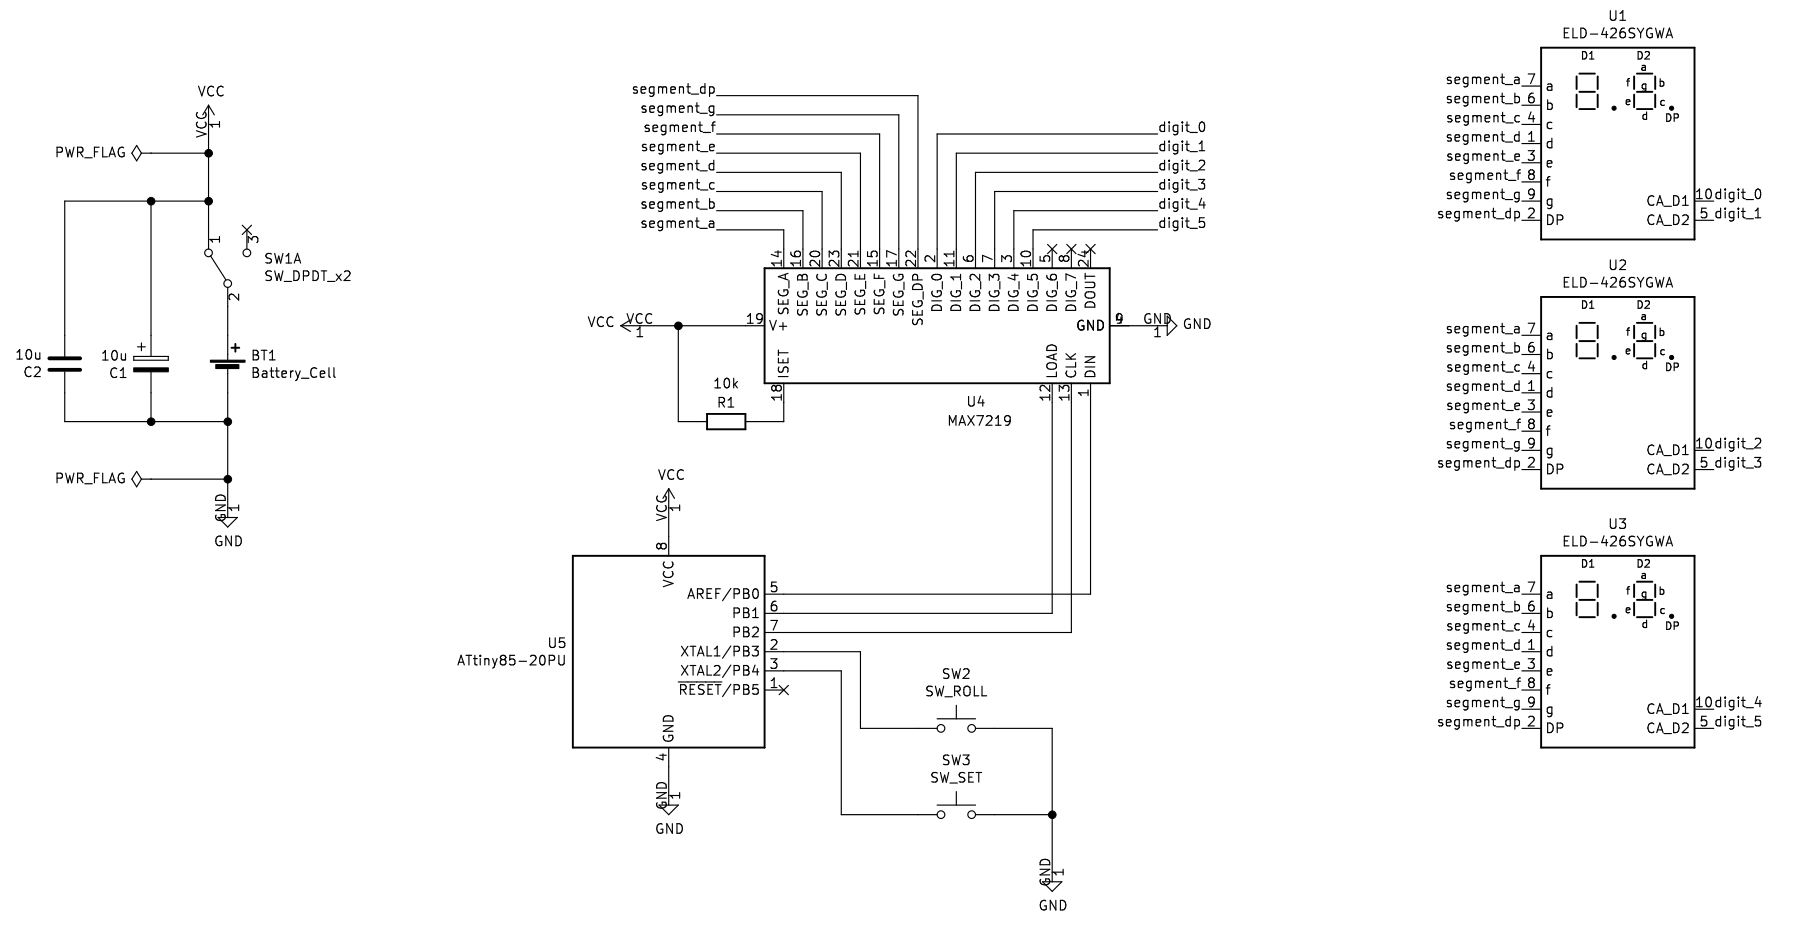 VCC
VCC
1
PWR_FLAG
1
3
SW1A
SW_DPDT_x2
2
10u
C2
10u
C1
+
+
BT1
Battery_Cell
PWR_FLAG
GND
1
GND
segment_dp
segment_g
segment_f
segment_e
segment_d
segment_c
segment_b
segment_a
digit_0
digit_1
digit_2
digit_3
digit_4
digit_5
14 16 20 23 21 15 17 22 2 11 6 7 3 10 5 8 24
SEG_A SEG_B SEG_C SEG_D SEG_E SEG_F SEG_G SEG_DP DIG_0 DIG_1 DIG_2 DIG_3 DIG_4 DIG_5 DIG_6 DIG_7 DOUT
VCC VCC 1
19 V+
GND 9 GND 1 GND
ISET LOAD CLK DIN
18 12 13 1
10k
R1
U4
MAX7219
VCC
VCC
1
8
VCC
AREF/PB0 5
PB1 6
PB2 7
XTAL1/PB3 2
XTAL2/PB4 3
RESET/PB5 1
U5
ATtiny85-20PU
GND
4
GND
1
GND
SW2
SW_ROLL
SW3
SW_SET
GND
1
GND
U1
ELD-426SYGWA
D1 D2
a
f g b
e c
d DP
segment_a 7 a
segment_b 6 b
segment_c 4 c
segment_d 1 d
segment_e 3 e
segment_f 8 f
segment_g 9 g
segment_dp 2 DP
CA_D1 10 digit_0
CA_D2 5 digit_1
U2
ELD-426SYGWA
D1 D2
a
f g b
e c
d DP
segment_a 7 a
segment_b 6 b
segment_c 4 c
segment_d 1 d
segment_e 3 e
segment_f 8 f
segment_g 9 g
segment_dp 2 DP
CA_D1 10 digit_2
CA_D2 5 digit_3
U3
ELD-426SYGWA
D1 D2
a
f g b
e c
d DP
segment_a 7 a
segment_b 6 b
segment_c 4 c
segment_d 1 d
segment_e 3 e
segment_f 8 f
segment_g 9 g
segment_dp 2 DP
CA_D1 10 digit_4
CA_D2 5 digit_5